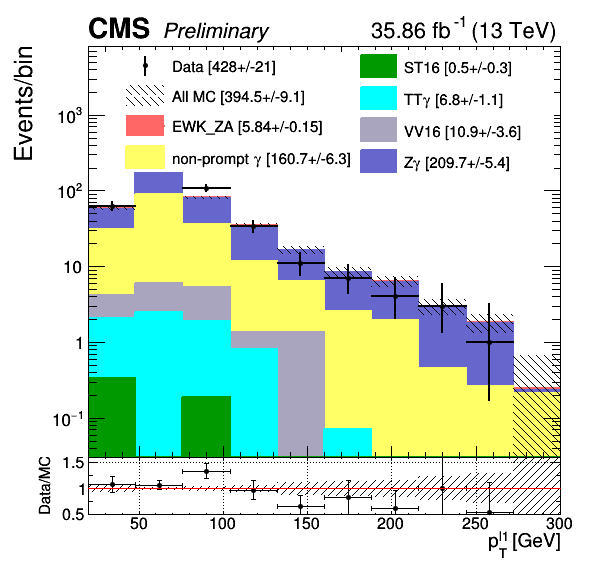 CMS Preliminary 35.86 fb⁻¹ (13 TeV)
Events/bin
Data [428+/-21]
All MC [394.5+/-9.1]
EWK_ZA [5.84+/-0.15]
non-prompt γ [160.7+/-6.3]
ST16 [0.5+/-0.3]
TTγ [6.8+/-1.1]
VV16 [10.9+/-3.6]
Zγ [209.7+/-5.4]
10³
10²
10
1
10⁻¹
Data/MC
1.5
1
0.5
50 100 150 200 250 300
p_T^l1 [GeV]